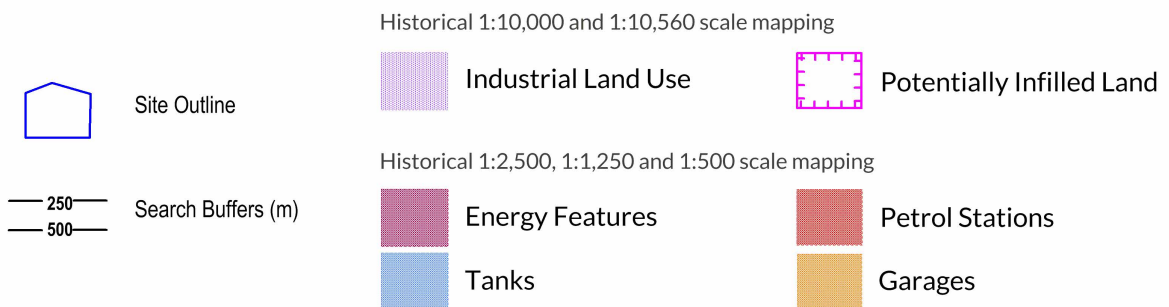 Historical 1:10,000 and 1:10,560 scale mapping
Industrial Land Use
Potentially Infilled Land
Site Outline
Historical 1:2,500, 1:1,250 and 1:500 scale mapping
250
500
Search Buffers (m)
Energy Features
Petrol Stations
Tanks
Garages